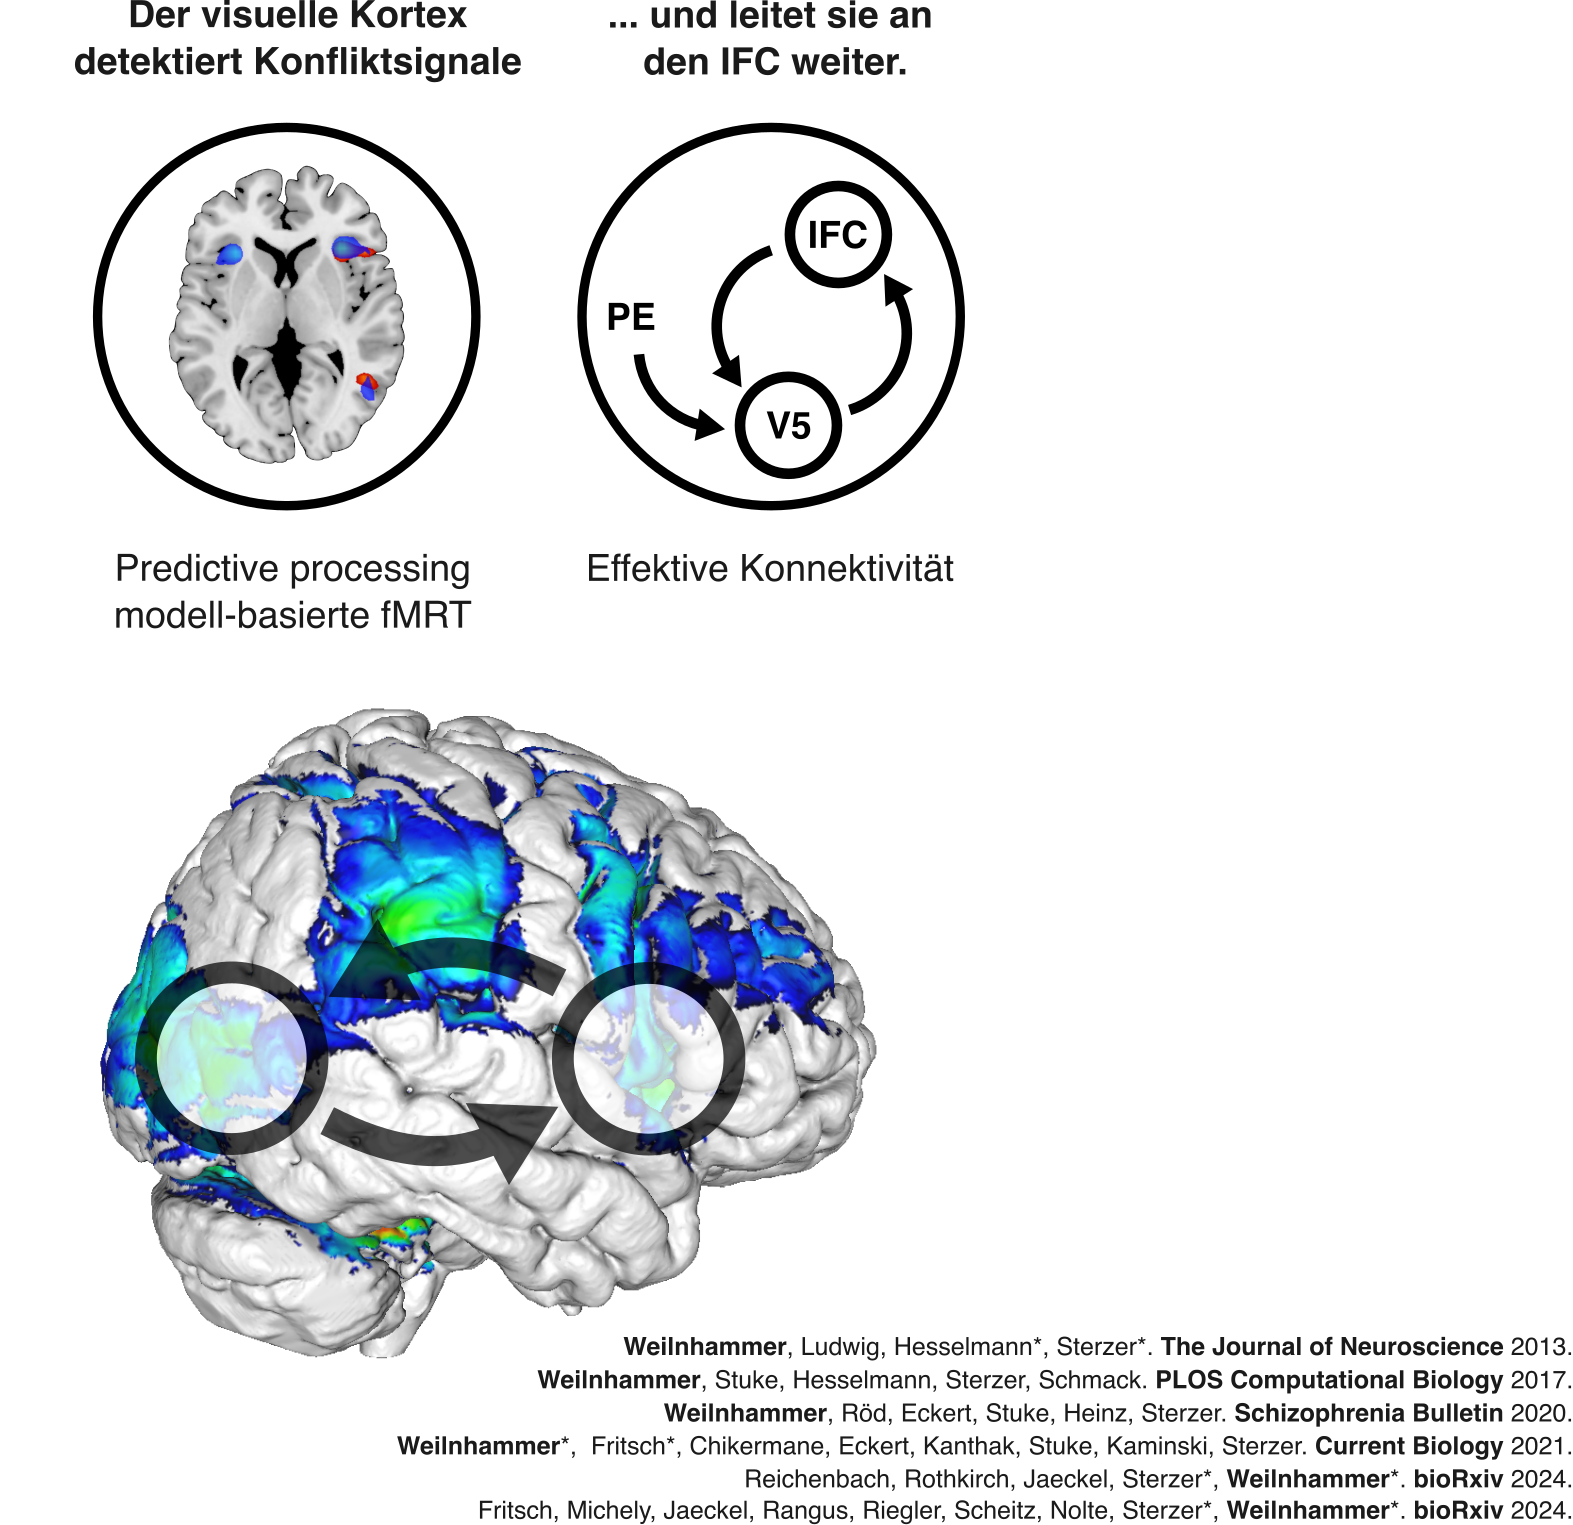 Der visuelle Kortex
detektiert Konfliktsignale
... und leitet sie an
den IFC weiter.
IFC
PE
V5
Predictive processing
modell-basierte fMRT
Effektive Konnektivität
Weilnhammer, Ludwig, Hesselmann*, Sterzer*. The Journal of Neuroscience 2013.
Weilnhammer, Stuke, Hesselmann, Sterzer, Schmack. PLOS Computational Biology 2017.
Weilnhammer, Röd, Eckert, Stuke, Heinz, Sterzer. Schizophrenia Bulletin 2020.
Weilnhammer*, Fritsch*, Chikermane, Eckert, Kanthak, Stuke, Kaminski, Sterzer. Current Biology 2021.
Reichenbach, Rothkirch, Jaeckel, Sterzer*, Weilnhammer*. bioRxiv 2024.
Fritsch, Michely, Jaeckel, Rangus, Riegler, Scheitz, Nolte, Sterzer*, Weilnhammer*. bioRxiv 2024.